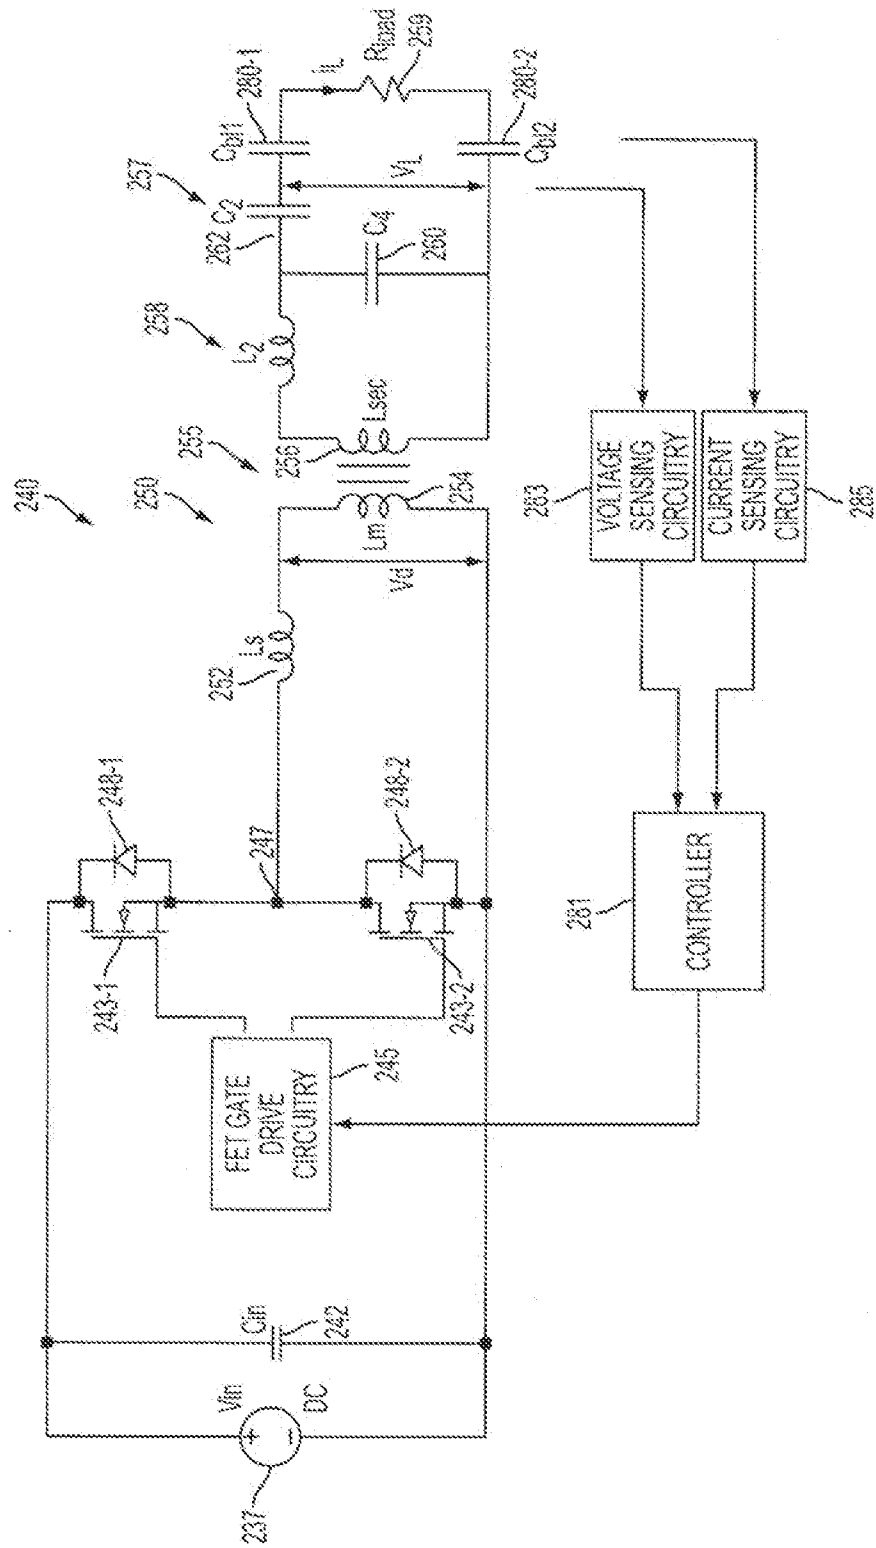 240
250
255
258
257
237
Vin
DC
+
−
Cin
242
FET GATE
DRIVE
CIRCUITRY
245
243-1
248-1
247
243-2
248-2
252
Ls
Vd
Lm
254
256
Lsec
L2
262
C2
C4
260
VL
Cbl1
280-1
IL
Rload
259
Cbl2
280-2
281
CONTROLLER
283
VOLTAGE
SENSING
CIRCUITRY
CURRENT
SENSING
CIRCUITRY
285